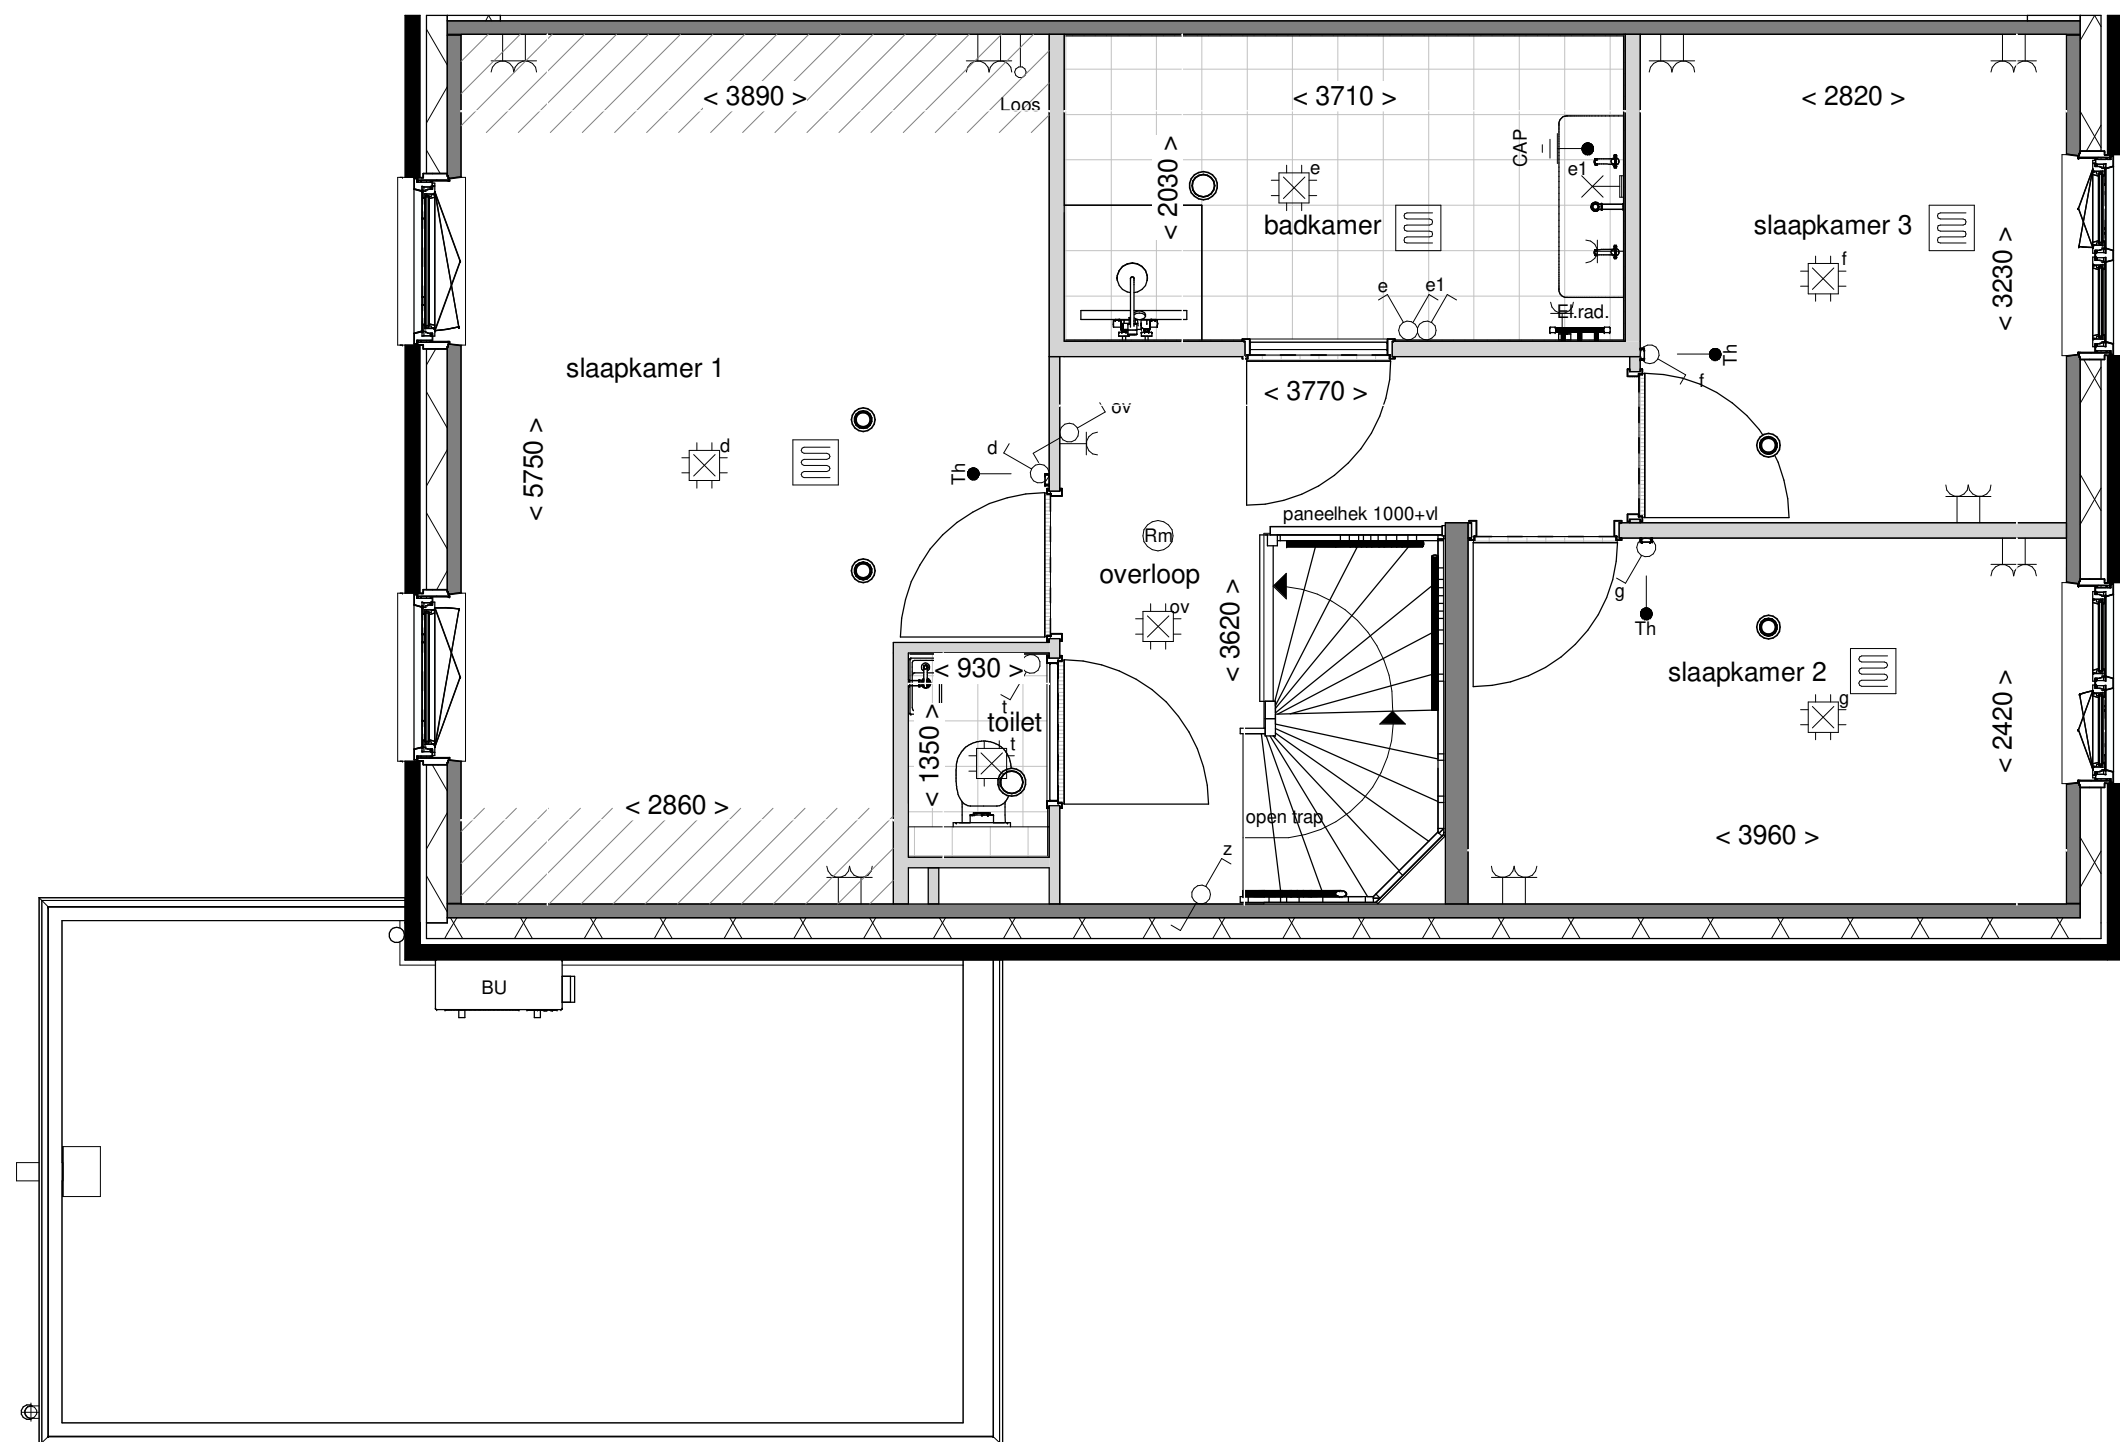 < 3890 >
< 3710 >
< 2820 >
Loos
CAP
< 2030 >
e
e1
badkamer
slaapkamer 3
f
< 3230 >
e
e1
El.rad.
slaapkamer 1
Th
f
< 3770 >
ov
d
d
Th
< 5750 >
paneelhek 1000+vl
Rm
overloop
ov
< 3620 >
g
Th
< 930 >
t
toilet
t
< 1350 >
slaapkamer 2
g
< 2420 >
< 2860 >
open trap
< 3960 >
z
BU